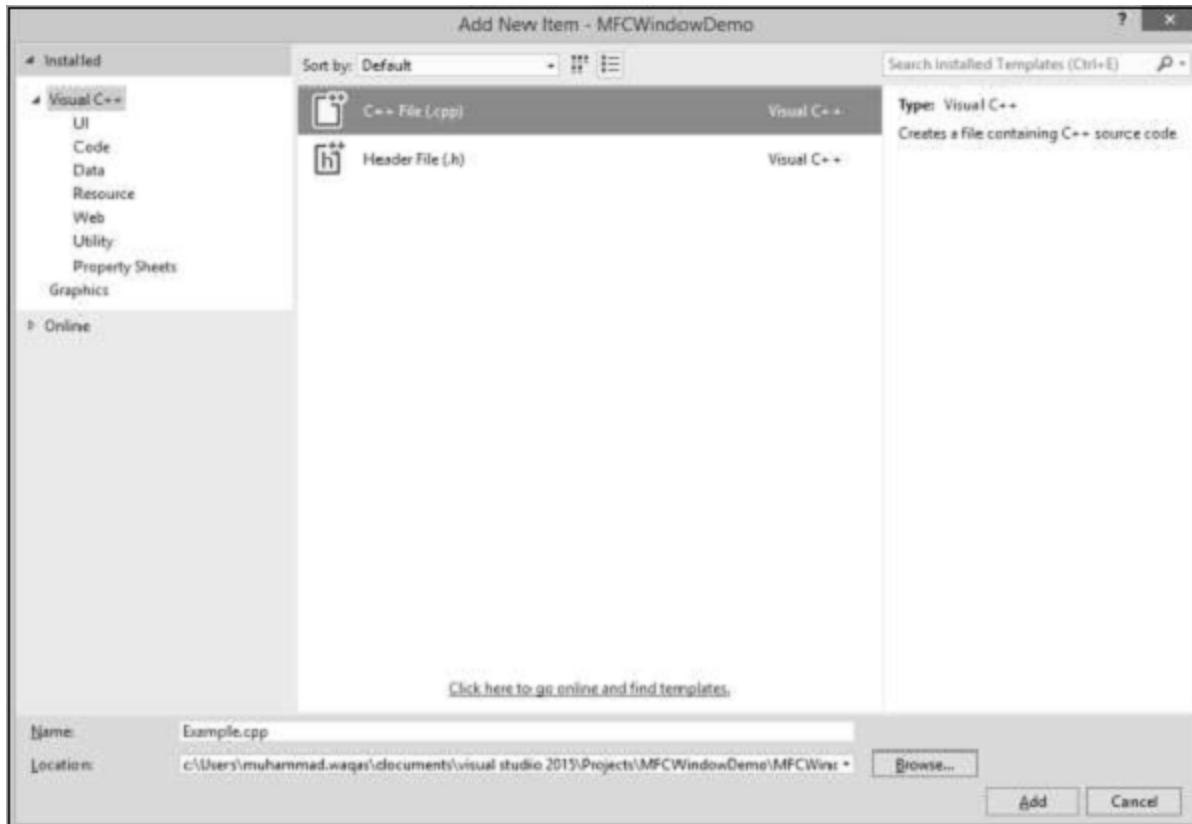 Add New Item - MFCWindowDemo
? ×
Installed
Sort by: Default
Search Installed Templates (Ctrl+E)
Visual C++
UI
Code
Data
Resource
Web
Utility
Property Sheets
Graphics
Online
C++ File (.cpp) Visual C++
Header File (.h) Visual C++
Type: Visual C++
Creates a file containing C++ source code
Click here to go online and find templates.
Name: Example.cpp
Location: c:\Users\muhammad.waqas\documents\visual studio 2015\Projects\MFCWindowDemo\MFCWind
Browse...
Add Cancel